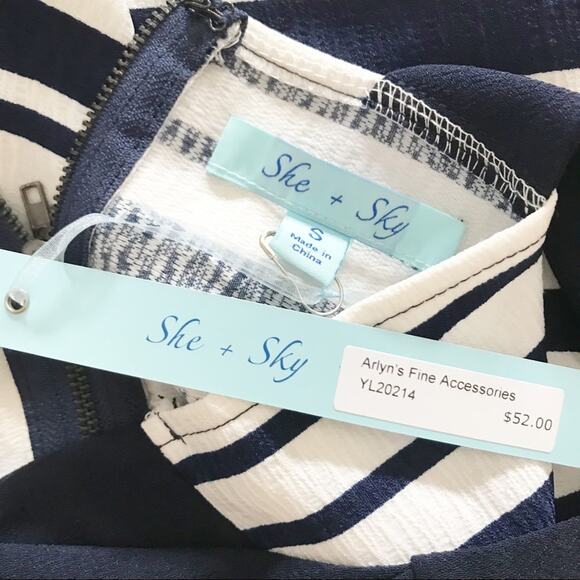 She + Sky
S
Made in
China
She + Sky
Arlyn's Fine Accessories
YL20214
$52.00